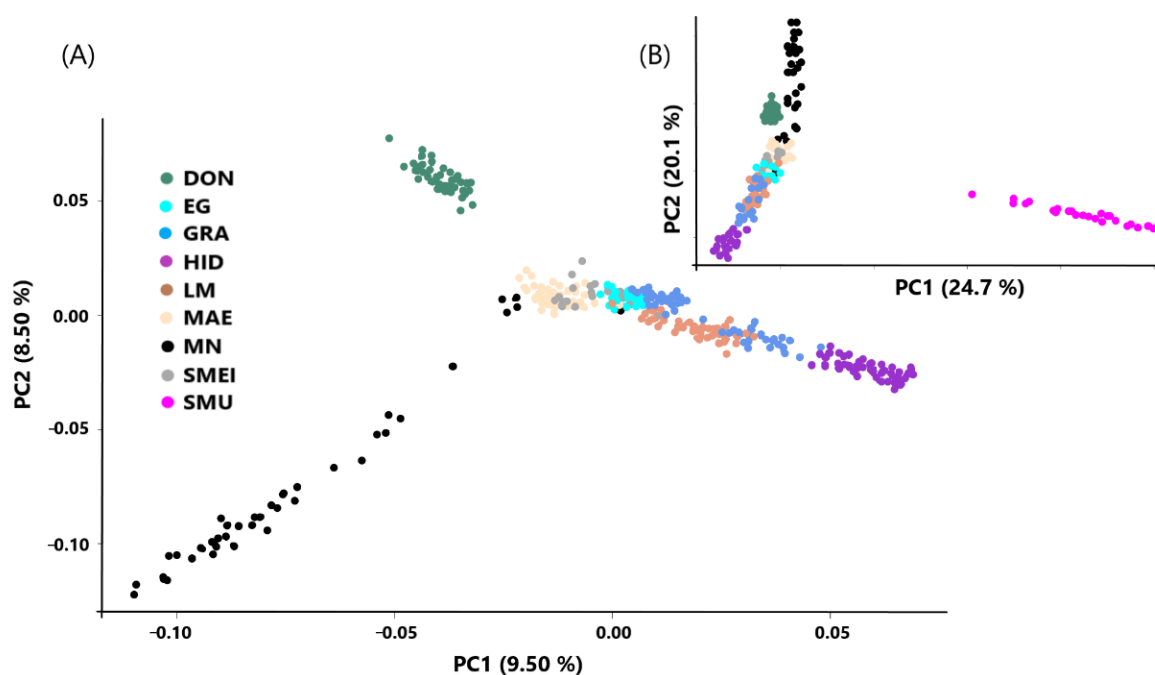 (A)
(B)
DON
EG
GRA
HID
LM
MAE
MN
SMEI
SMU
PC2 (8.50 %)
0.05
0.00
−0.05
−0.10
−0.10
−0.05
0.00
0.05
PC1 (9.50 %)
PC2 (20.1 %)
PC1 (24.7 %)